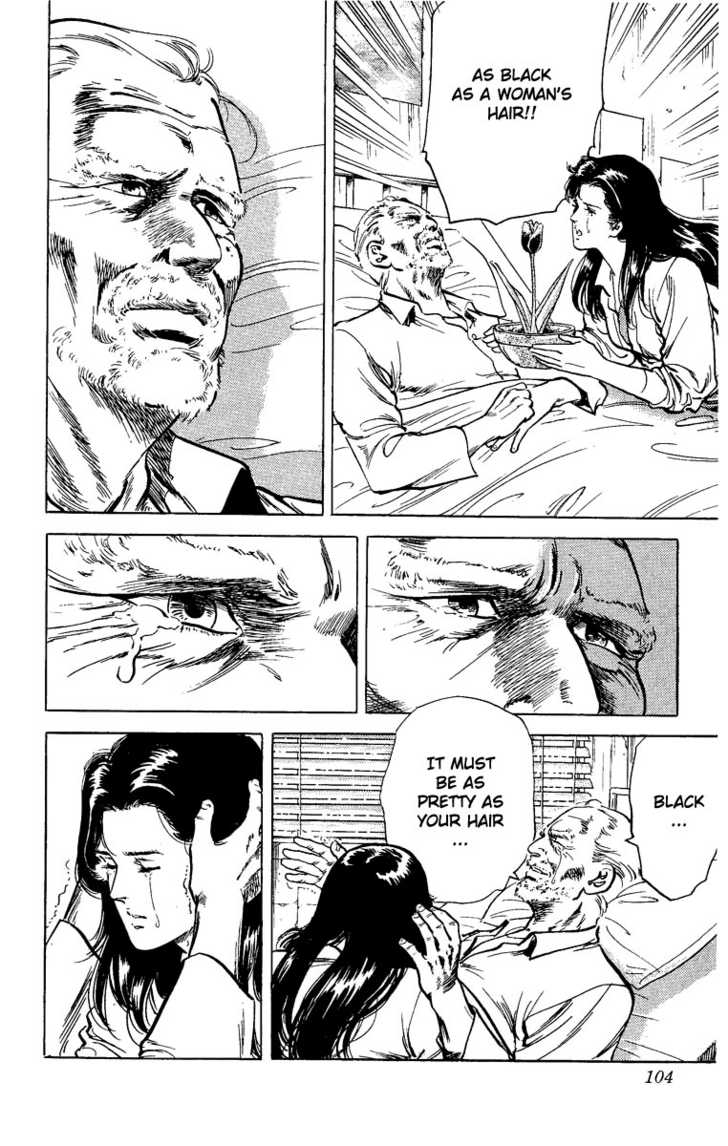 AS BLACK
AS A WOMAN'S
HAIR!!
BLACK
...
IT MUST
BE AS
PRETTY AS
YOUR HAIR
...
104